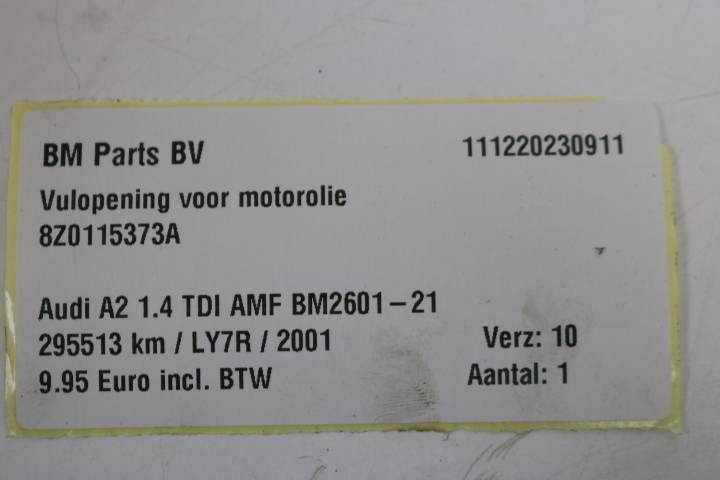 BM Parts BV 111220230911
Vulopening voor motorolie
8Z0115373A
Audi A2 1.4 TDI AMF BM2601-21
295513 km / LY7R / 2001 Verz: 10
9.95 Euro incl. BTW Aantal: 1